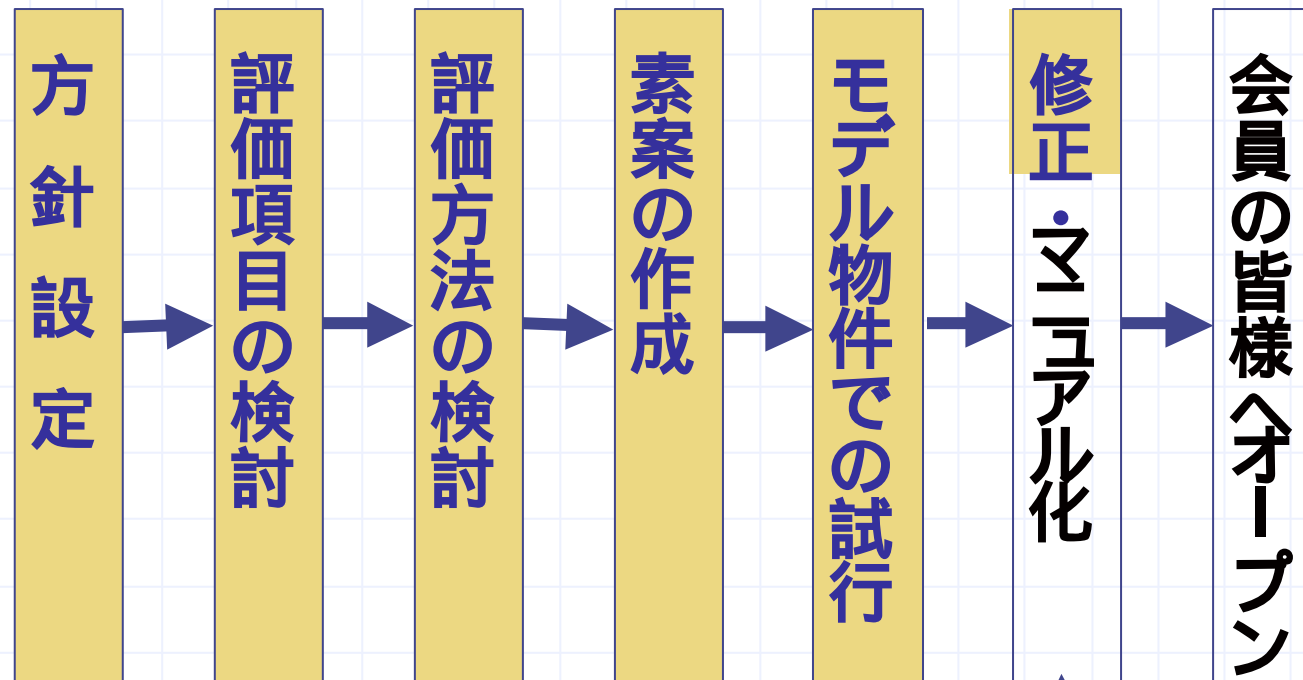 方針設定
評価項目の検討
評価方法の検討
素案の作成
モデル物件での試行
修正・マニュアル化
会員の皆様へオープン